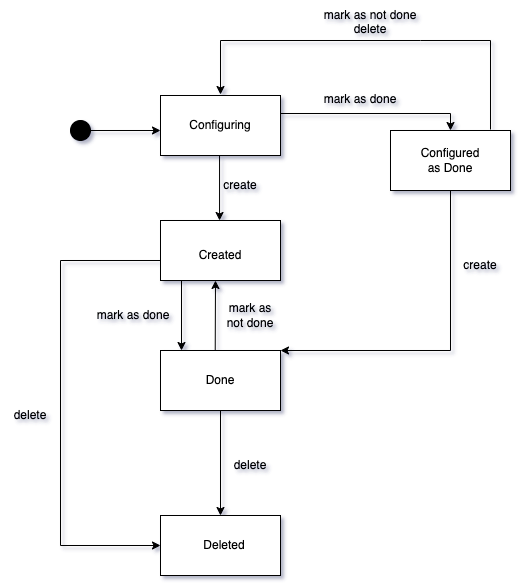 mark as not done
delete
mark as done
Configuring
Configured
as Done
create
Created
create
mark as done
mark as
not done
Done
delete
delete
Deleted